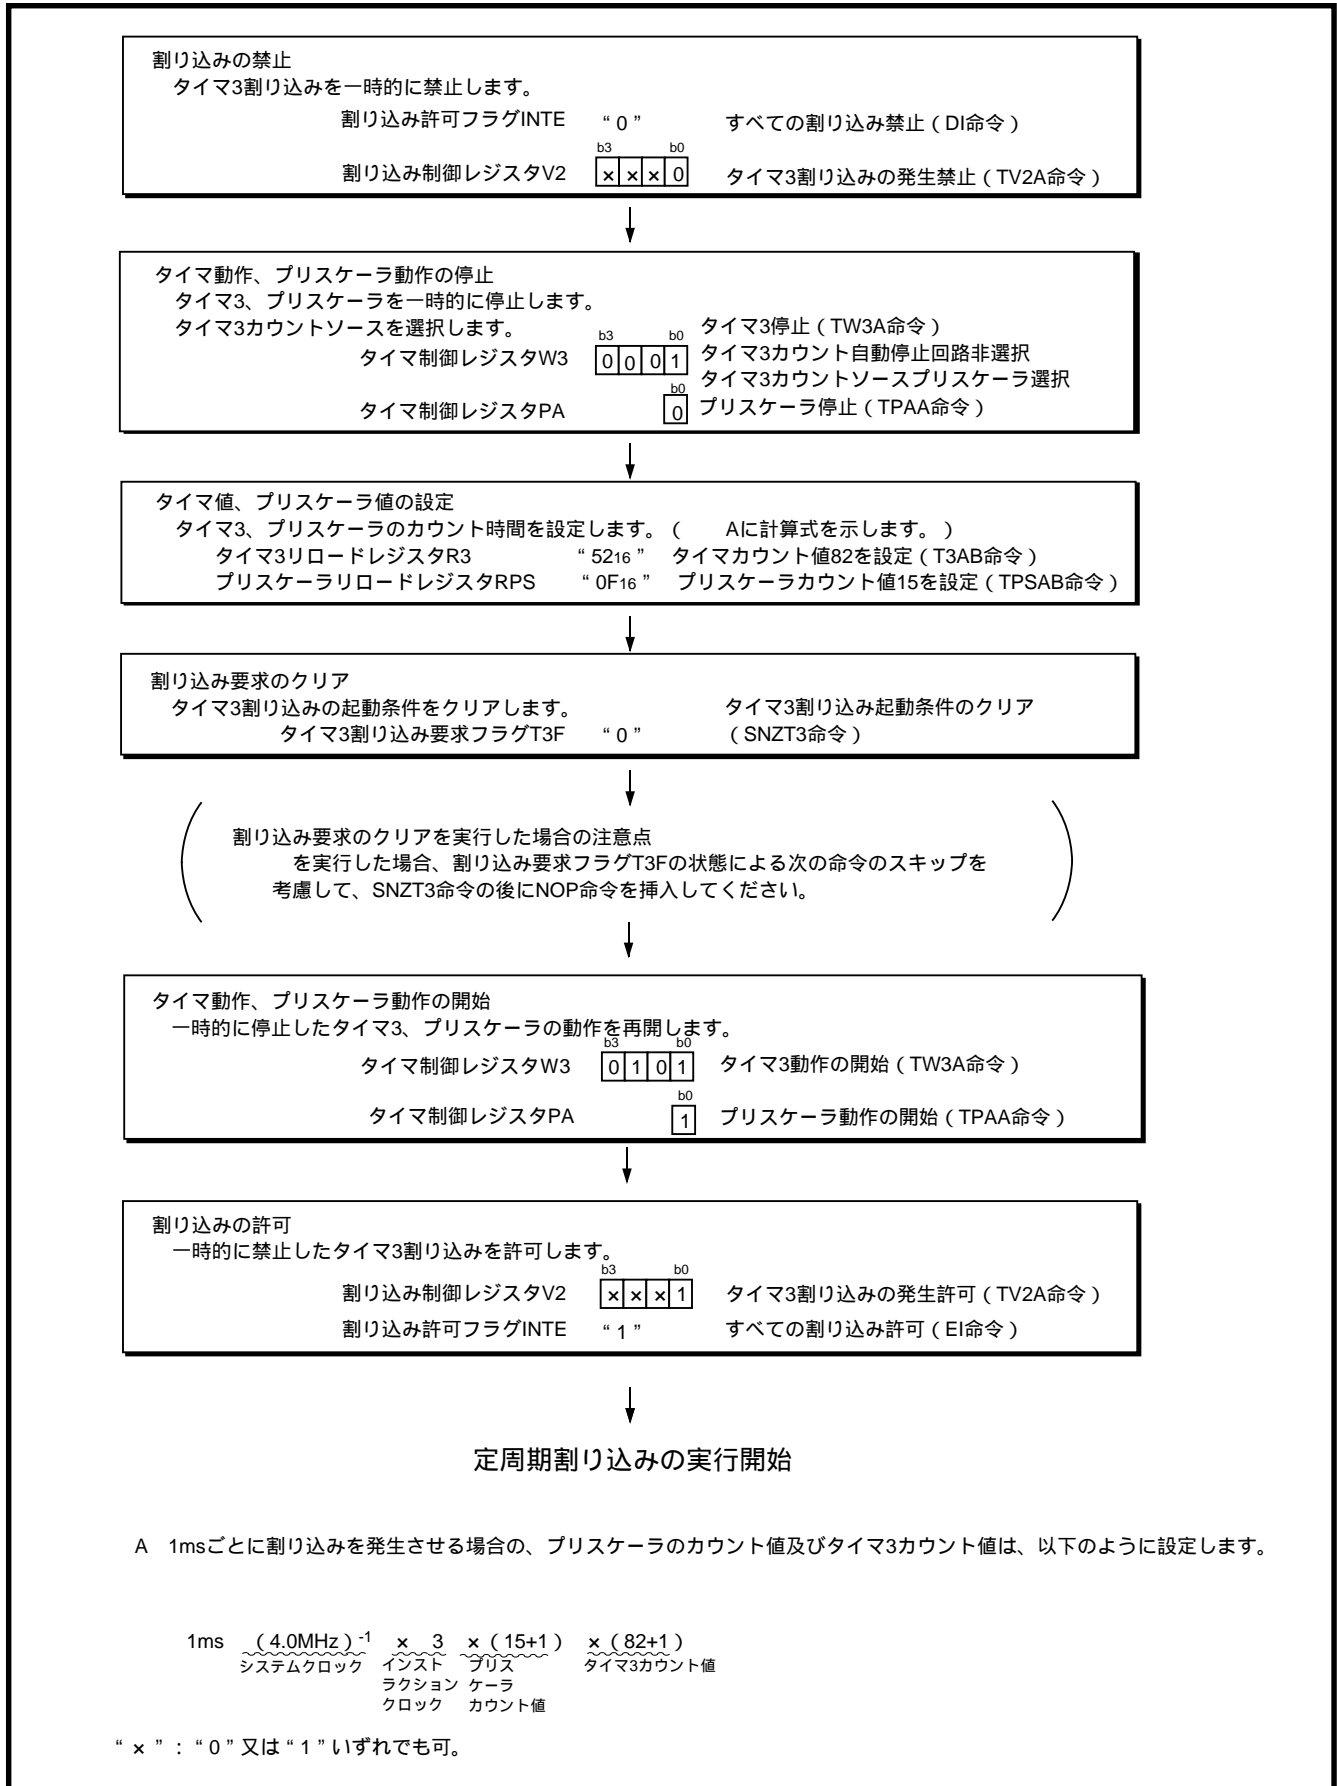 割り込みの禁止
タイマ3割り込みを一時的に禁止します。
割り込み許可フラグINTE “ 0 ” すべての割り込み禁止(DI命令)
b3 b0
割り込み制御レジスタV2 × × × 0 タイマ3割り込みの発生禁止(TV2A命令)
タイマ動作、プリスケーラ動作の停止
タイマ3、プリスケーラを一時的に停止します。
タイマ3カウントソースを選択します。 b3 b0 タイマ3停止(TW3A命令)
タイマ制御レジスタW3 0 0 0 1 タイマ3カウント自動停止回路非選択
タイマ3カウントソースプリスケーラ選択
b0
タイマ制御レジスタPA 0 プリスケーラ停止(TPAA命令)
タイマ値、プリスケーラ値の設定
タイマ3、プリスケーラのカウント時間を設定します。( Aに計算式を示します。)
タイマ3リロードレジスタR3 “ 5216 ” タイマカウント値82を設定(T3AB命令)
プリスケーラリロードレジスタRPS “ 0F16 ” プリスケーラカウント値15を設定(TPSAB命令)
割り込み要求のクリア
タイマ3割り込みの起動条件をクリアします。 タイマ3割り込み起動条件のクリア
タイマ3割り込み要求フラグT3F “ 0 ” (SNZT3命令)
割り込み要求のクリアを実行した場合の注意点
を実行した場合、割り込み要求フラグT3Fの状態による次の命令のスキップを
考慮して、SNZT3命令の後にNOP命令を挿入してください。
タイマ動作、プリスケーラ動作の開始
一時的に停止したタイマ3、プリスケーラの動作を再開します。
b3 b0
タイマ制御レジスタW3 0 1 0 1 タイマ3動作の開始(TW3A命令)
b0
タイマ制御レジスタPA 1 プリスケーラ動作の開始(TPAA命令)
割り込みの許可
一時的に禁止したタイマ3割り込みを許可します。
b3 b0
割り込み制御レジスタV2 × × × 1 タイマ3割り込みの発生許可(TV2A命令)
割り込み許可フラグINTE “ 1 ” すべての割り込み許可(EI命令)
定周期割り込みの実行開始
A 1msごとに割り込みを発生させる場合の、プリスケーラのカウント値及びタイマ3カウント値は、以下のように設定します。
1ms (4.0MHz)-1 × 3 ×(15+1) ×(82+1)
システムクロック インスト プリス タイマ3カウント値
ラクション ケーラ
クロック カウント値
“ × ” : “ 0 ” 又は “ 1 ” いずれでも可。